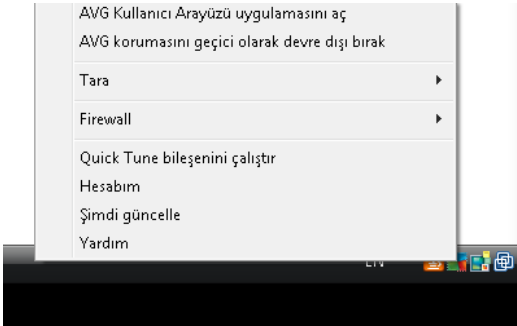 AVG Kullanıcı Arayüzü uygulamasını aç
AVG korumasını geçici olarak devre dışı bırak
Tara
Firewall
Quick Tune bileşenini çalıştır
Hesabım
Şimdi güncelle
Yardım